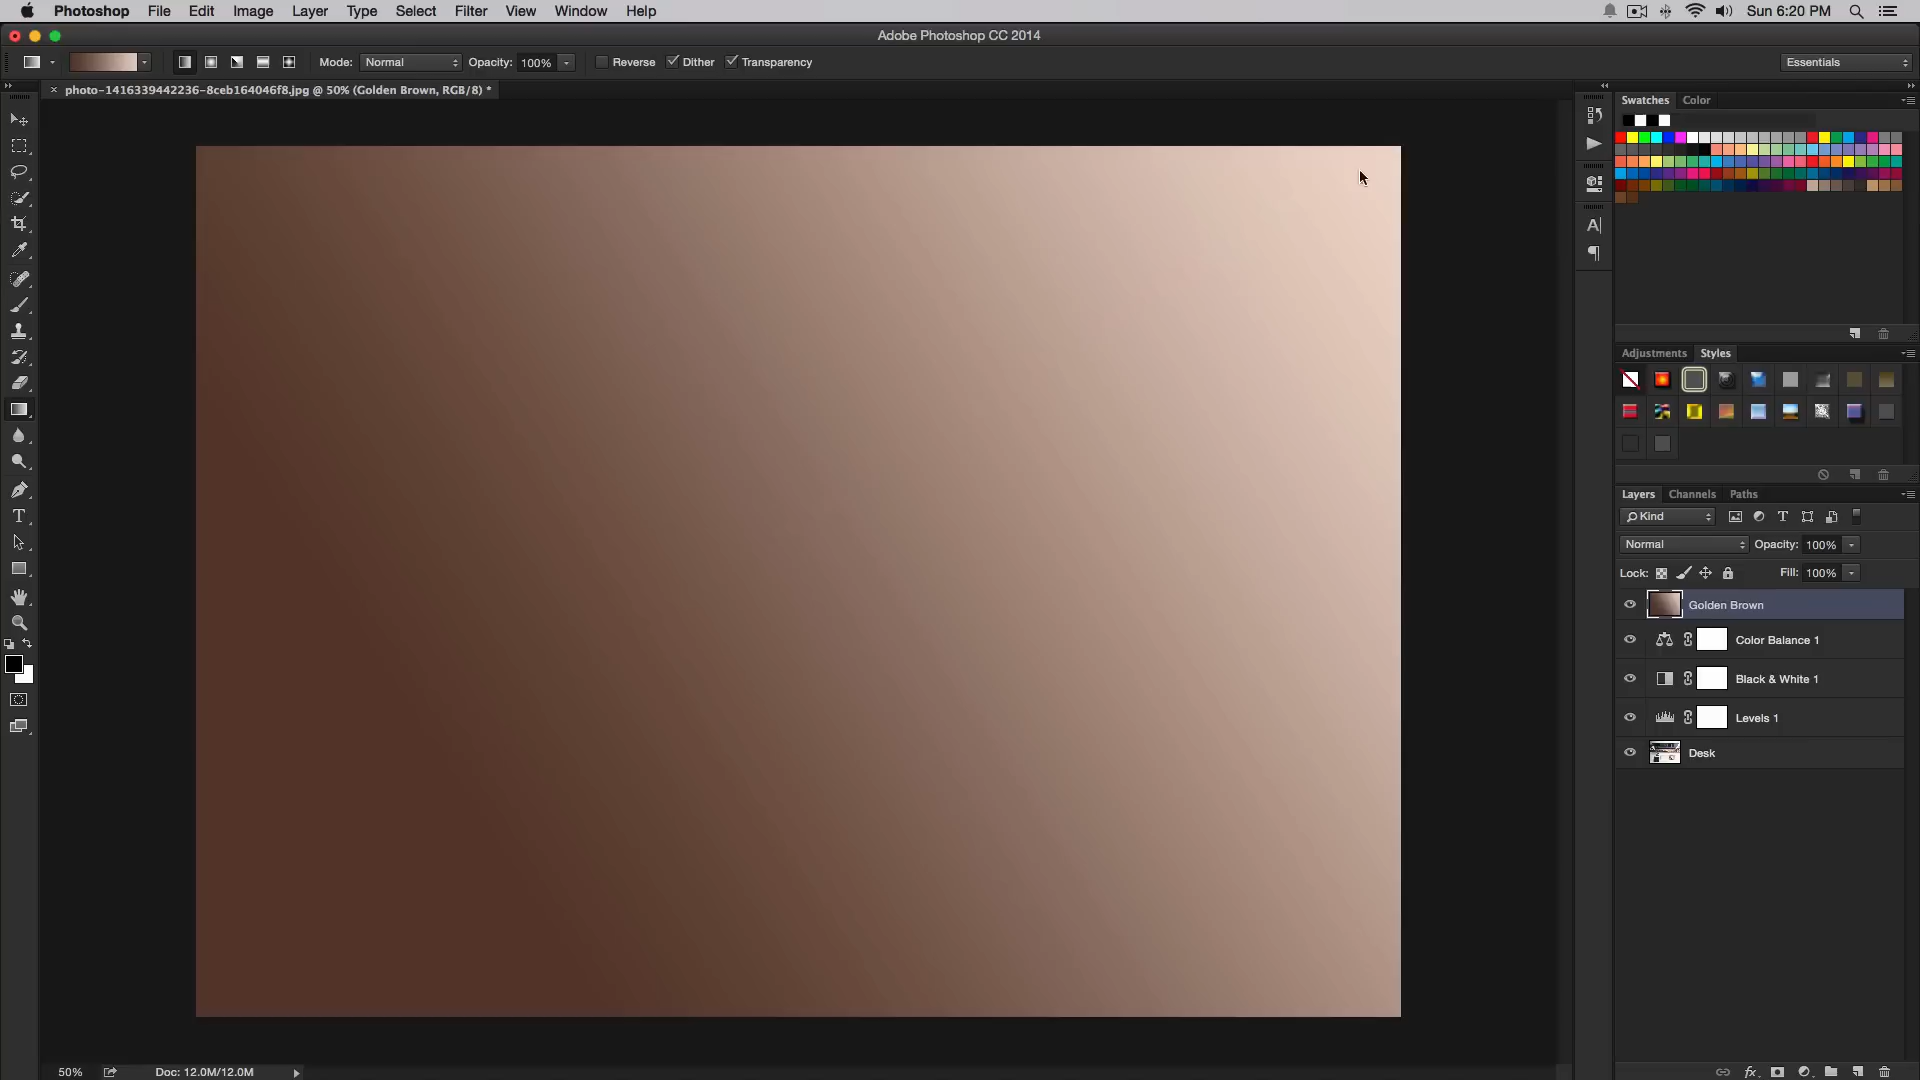 Photoshop File Edit Image Layer Type Select Filter View Window Help Sun 6:20 PM
Adobe Photoshop CC 2014
Mode: Normal Opacity: 100% Reverse Dither Transparency Essentials
photo-1416339442236-8ceb164046f8.jpg @ 50% (Golden Brown, RGB/8) *
Swatches Color
Adjustments Styles
Layers Channels Paths
Kind
Normal Opacity: 100%
Lock: Fill: 100%
Golden Brown
Color Balance 1
Black & White 1
Levels 1
Desk
50% Doc: 12.0M/12.0M